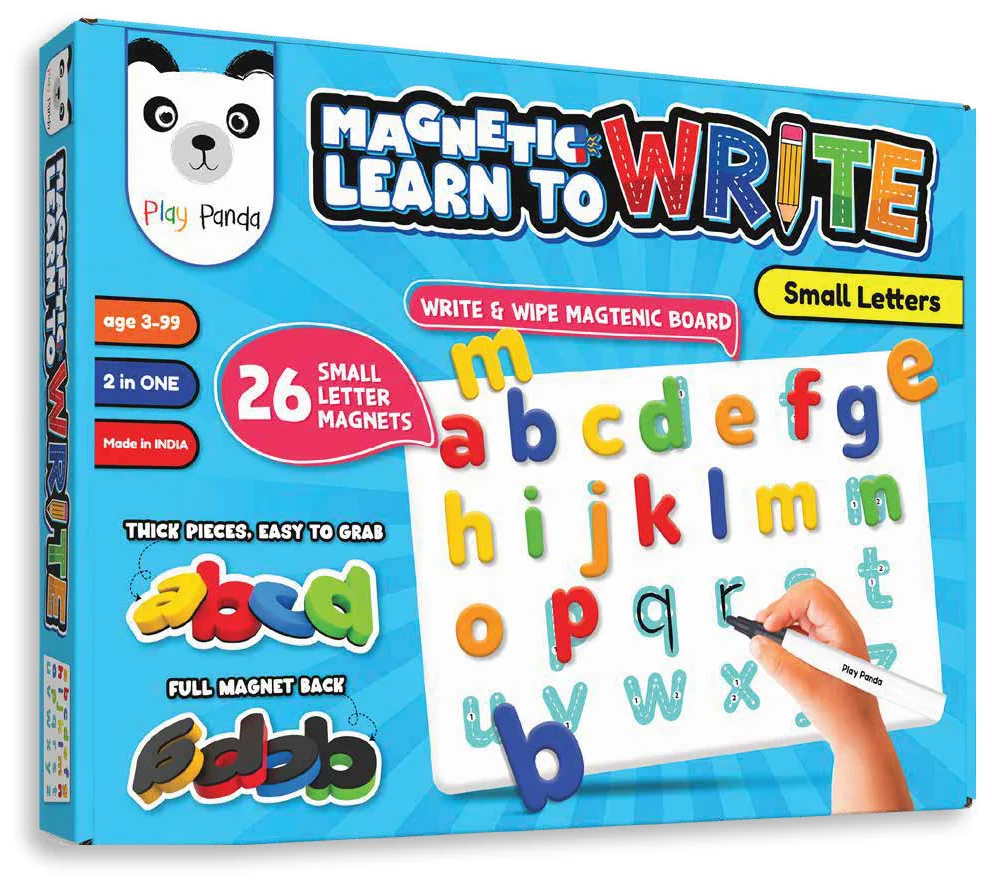 Play Panda
MAGNETIC
LEARN TO WRITE
Small Letters
WRITE & WIPE MAGTENIC BOARD
age 3-99
2 in ONE
Made in INDIA
26 SMALL
LETTER
MAGNETS
m e
a b c d e f g
h i j k l m n
o p q r t
u v w x z
b
THICK PIECES, EASY TO GRAB
abcd
FULL MAGNET BACK
Play Panda
Play Panda
MAGNETIC
LEARN TO WRITE